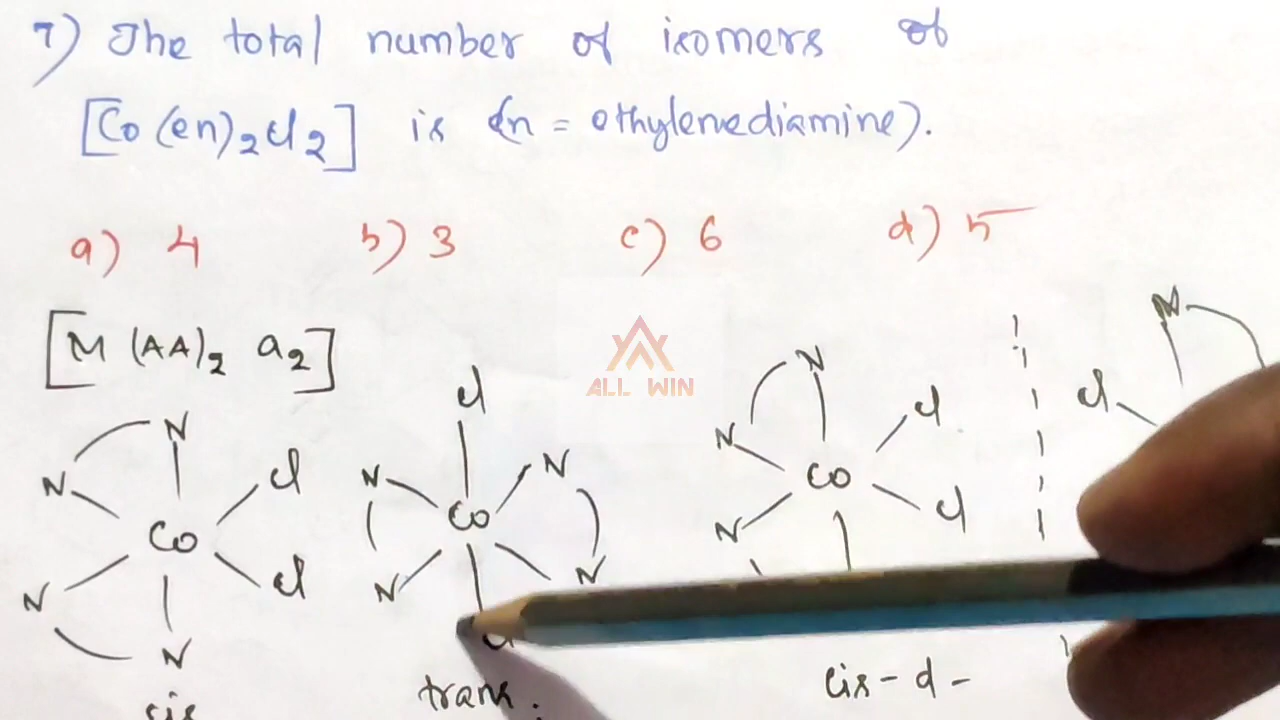 7) The total number of isomers of
[Co(en)2Cl2] is (en = ethylenediamine).
a) 4 b) 3 c) 6 d) 5
[M (AA)2 a2]
ALL WIN
N N Cl Co Cl N N
cis
Cl N N Co N N
trans.
N N Cl Co Cl N
cis - d -
N Cl